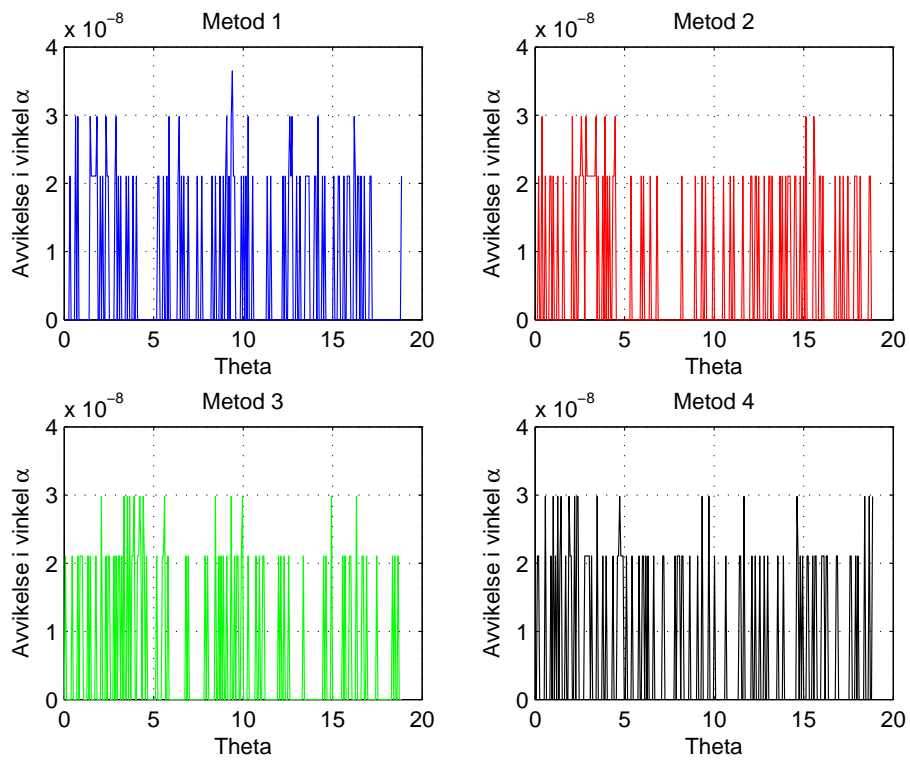 x 10⁻⁸ Metod 1
4
3
2
1
0
0 5 10 15 20
Theta
Avvikelse i vinkel α
x 10⁻⁸ Metod 2
4
3
2
1
0
0 5 10 15 20
Theta
Avvikelse i vinkel α
x 10⁻⁸ Metod 3
4
3
2
1
0
0 5 10 15 20
Theta
Avvikelse i vinkel α
x 10⁻⁸ Metod 4
4
3
2
1
0
0 5 10 15 20
Theta
Avvikelse i vinkel α